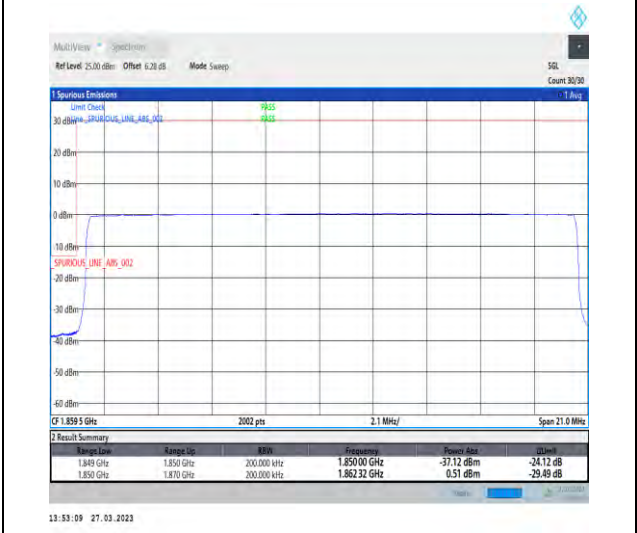 MultiView Spectrum
Ref Level 25.00 dBm Offset 6.28 dB Mode Sweep SGL
Count 30/30
1 Spurious Emissions 1 Avg
Limit Check PASS
30 dBm Line _SPURIOUS_LINE_ABS_002 PASS
20 dBm
10 dBm
0 dBm
-10 dBm
_SPURIOUS_LINE_ABS_002
-20 dBm
-30 dBm
-40 dBm
-50 dBm
-60 dBm
CF 1.859 5 GHz 2002 pts 2.1 MHz/ Span 21.0 MHz
2 Result Summary
Range Low Range Up RBW Frequency Power Abs ΔLimit
1.849 GHz 1.850 GHz 200.000 kHz 1.850 00 GHz -37.12 dBm -24.12 dB
1.850 GHz 1.870 GHz 200.000 kHz 1.862 32 GHz 0.51 dBm -29.49 dB
13:53:09 27.03.2023